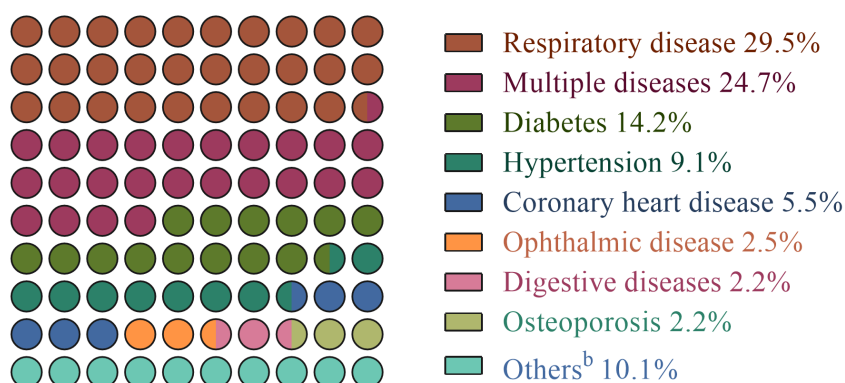 Respiratory disease 29.5%
Multiple diseases 24.7%
Diabetes 14.2%
Hypertension 9.1%
Coronary heart disease 5.5%
Ophthalmic disease 2.5%
Digestive diseases 2.2%
Osteoporosis 2.2%
Othersᵇ 10.1%